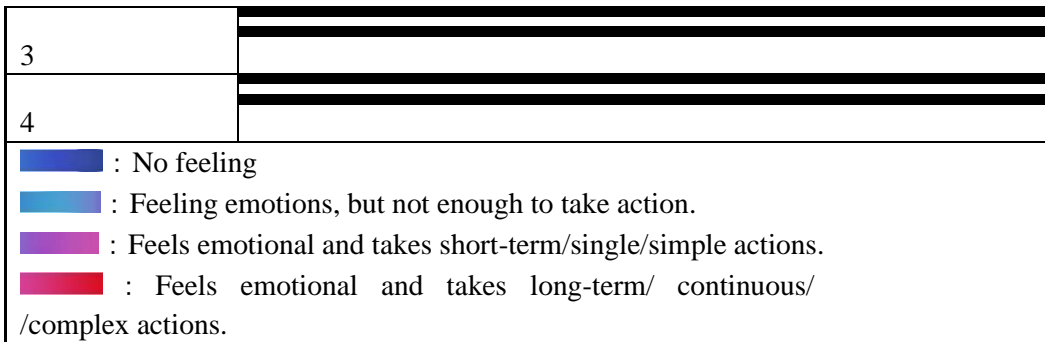 3
4
: No feeling
: Feeling emotions, but not enough to take action.
: Feels emotional and takes short-term/single/simple actions.
: Feels emotional and takes long-term/ continuous/
/complex actions.